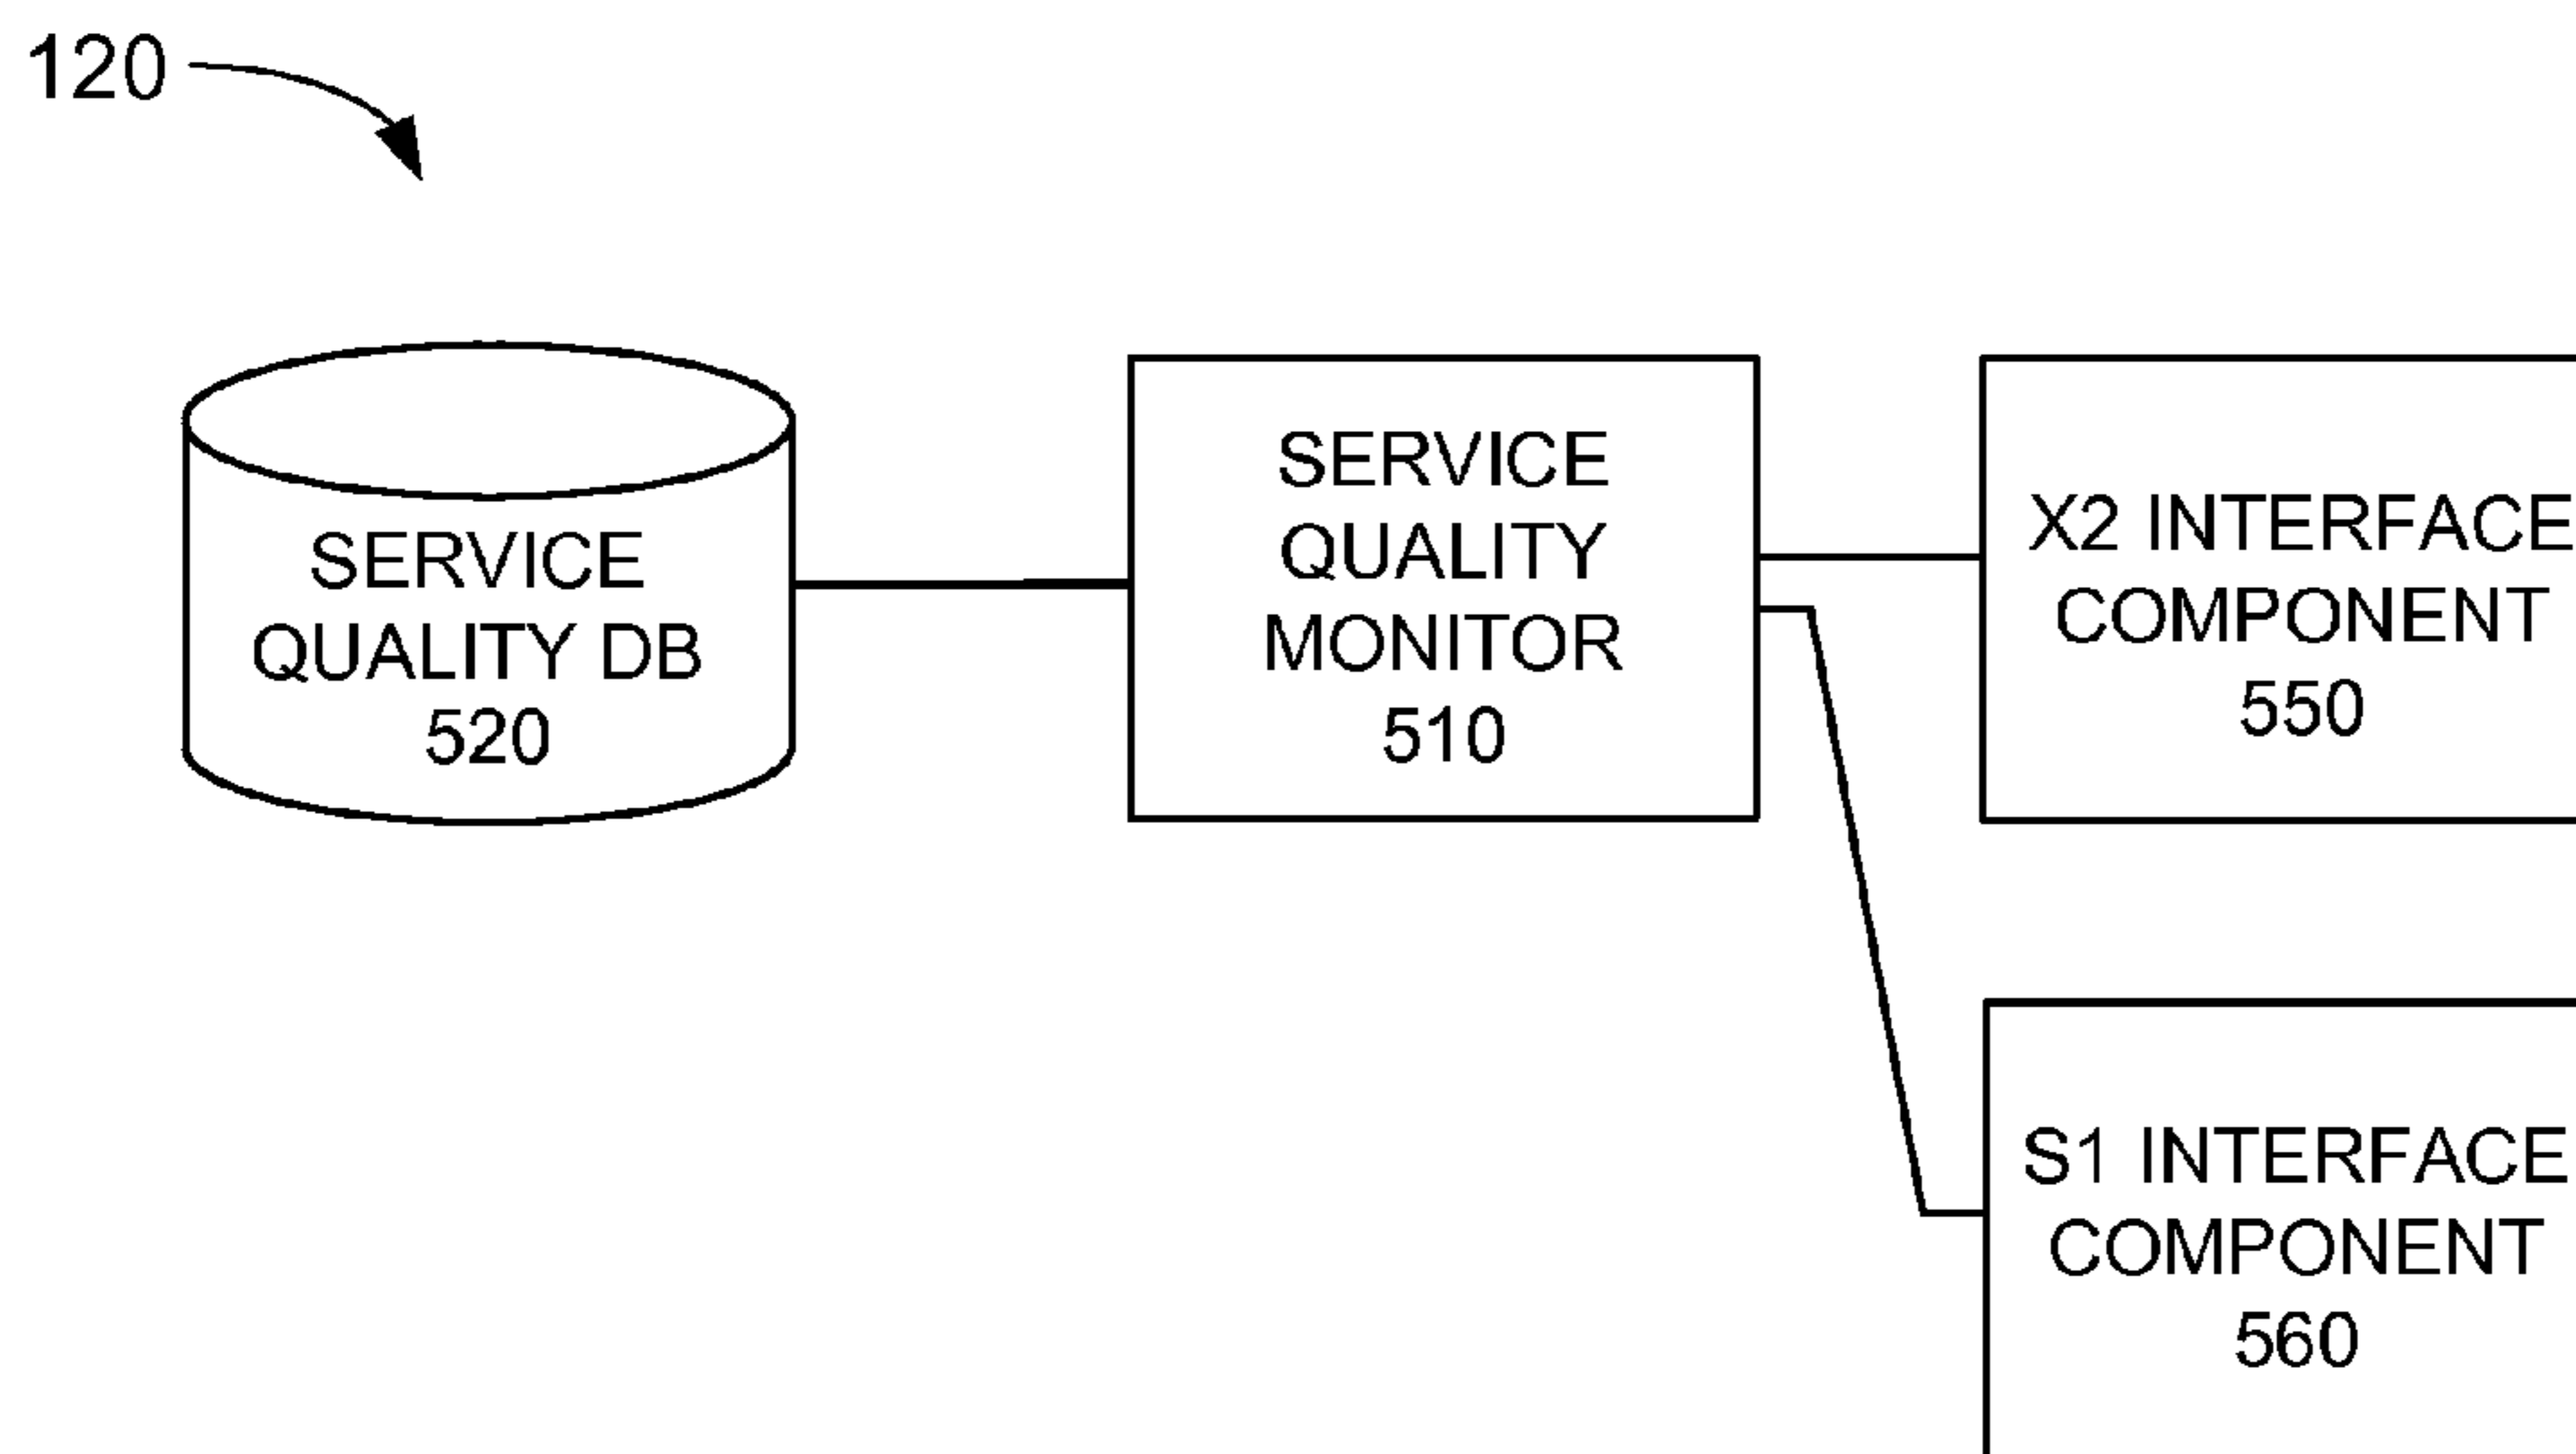 120
SERVICE
QUALITY DB
520
SERVICE
QUALITY
MONITOR
510
X2 INTERFACE
COMPONENT
550
S1 INTERFACE
COMPONENT
560